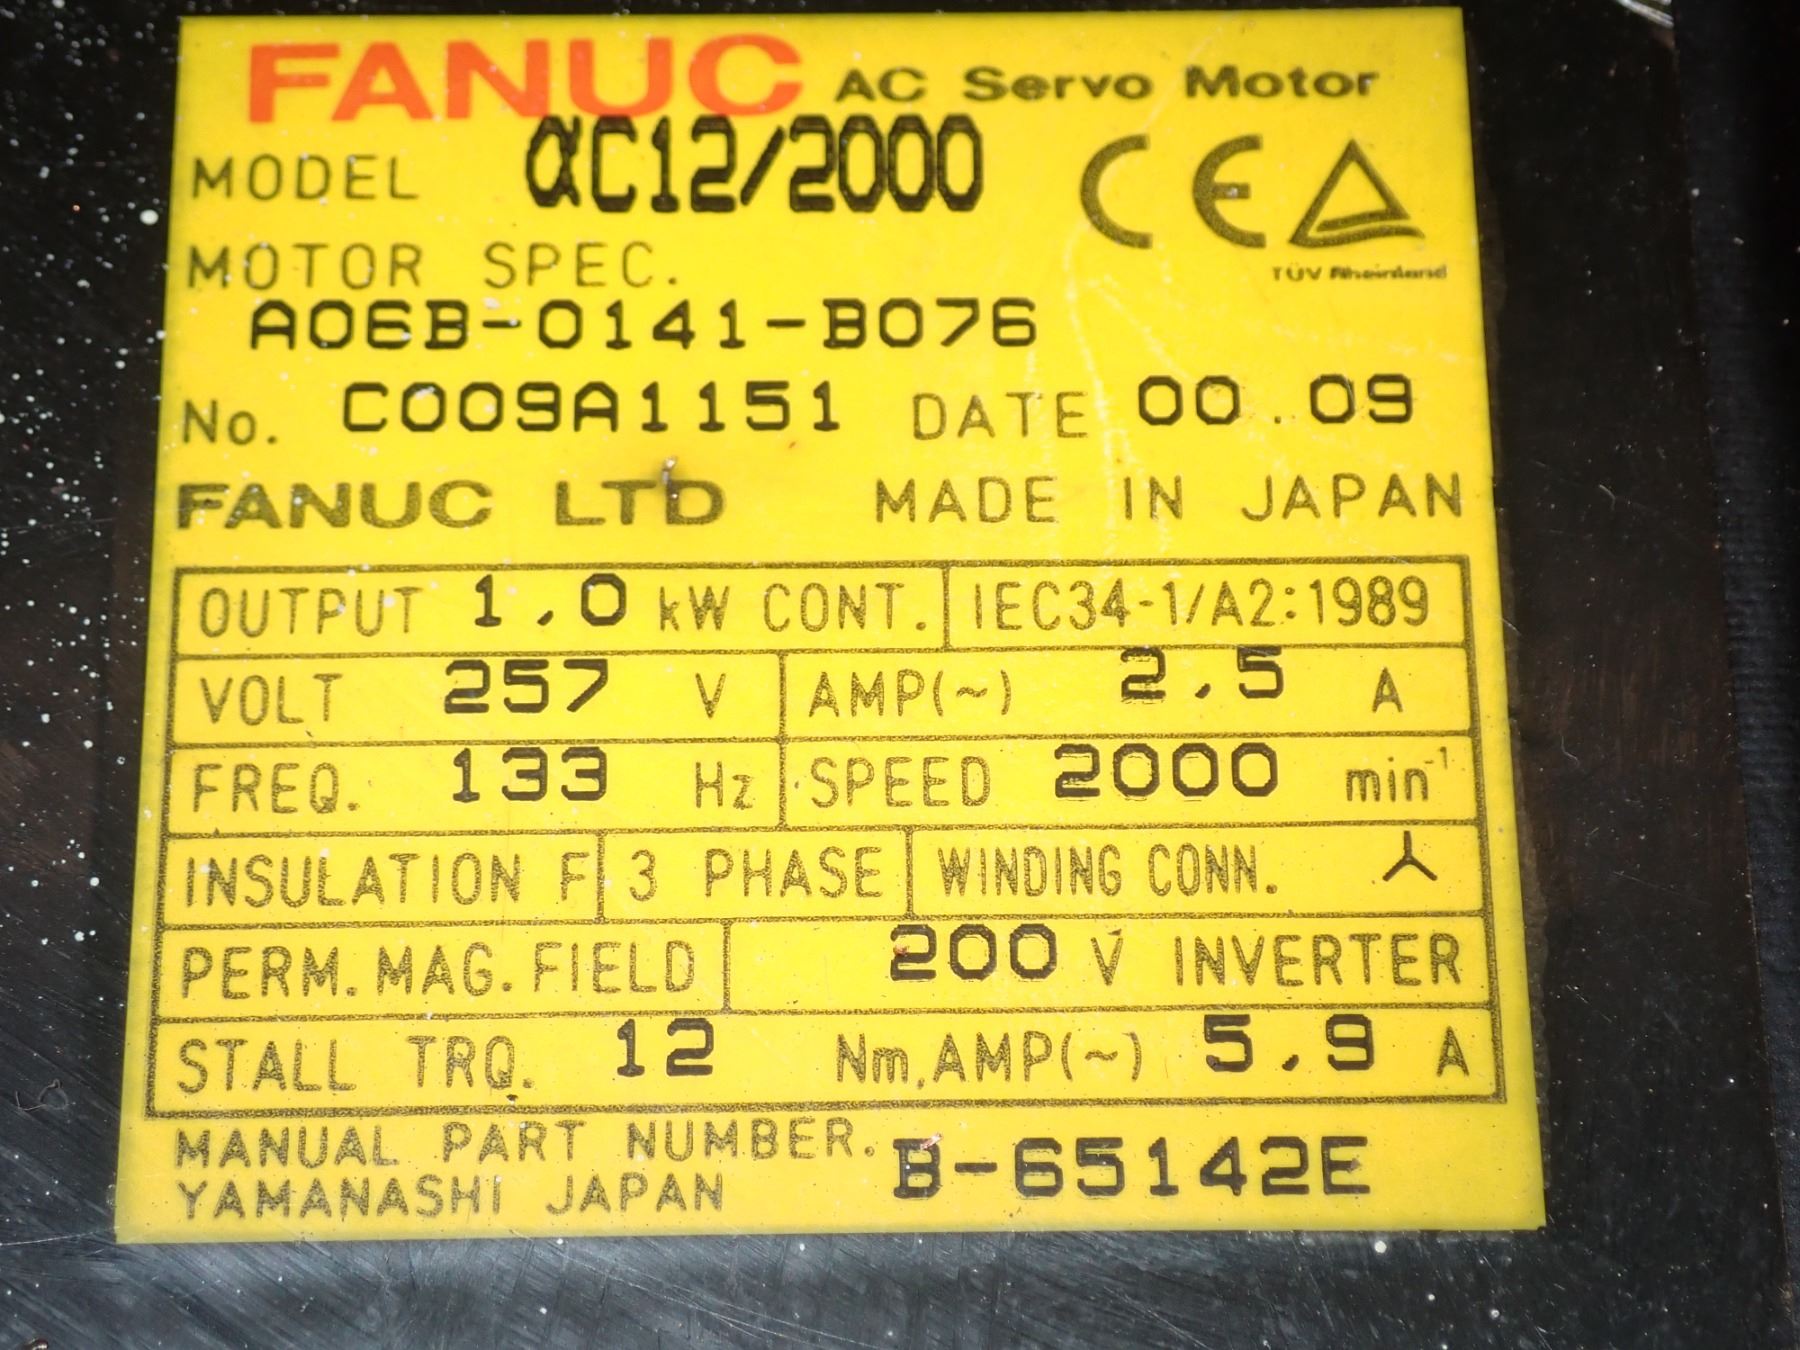 FANUC AC Servo Motor
MODEL αC12/2000
CE
TÜV Rheinland
MOTOR SPEC.
A06B-0141-B076
No. C009A1151 DATE 00.09
FANUC LTD MADE IN JAPAN
OUTPUT 1.0 kW CONT. IEC34-1/A2:1989
VOLT 257 V AMP(~) 2.5 A
FREQ. 133 Hz SPEED 2000 min⁻¹
INSULATION F 3 PHASE WINDING CONN.
PERM. MAG. FIELD 200 V INVERTER
STALL TRQ. 12 Nm, AMP(~) 5.9 A
MANUAL PART NUMBER. B-65142E
YAMANASHI JAPAN